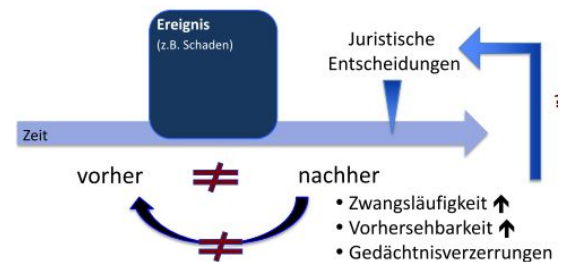 Ereignis
(z.B. Schaden)
Juristische
Entscheidungen
Zeit
vorher
≠
nachher
≠
• Zwangsläufigkeit ↑
• Vorhersehbarkeit ↑
• Gedächtnisverzerrungen